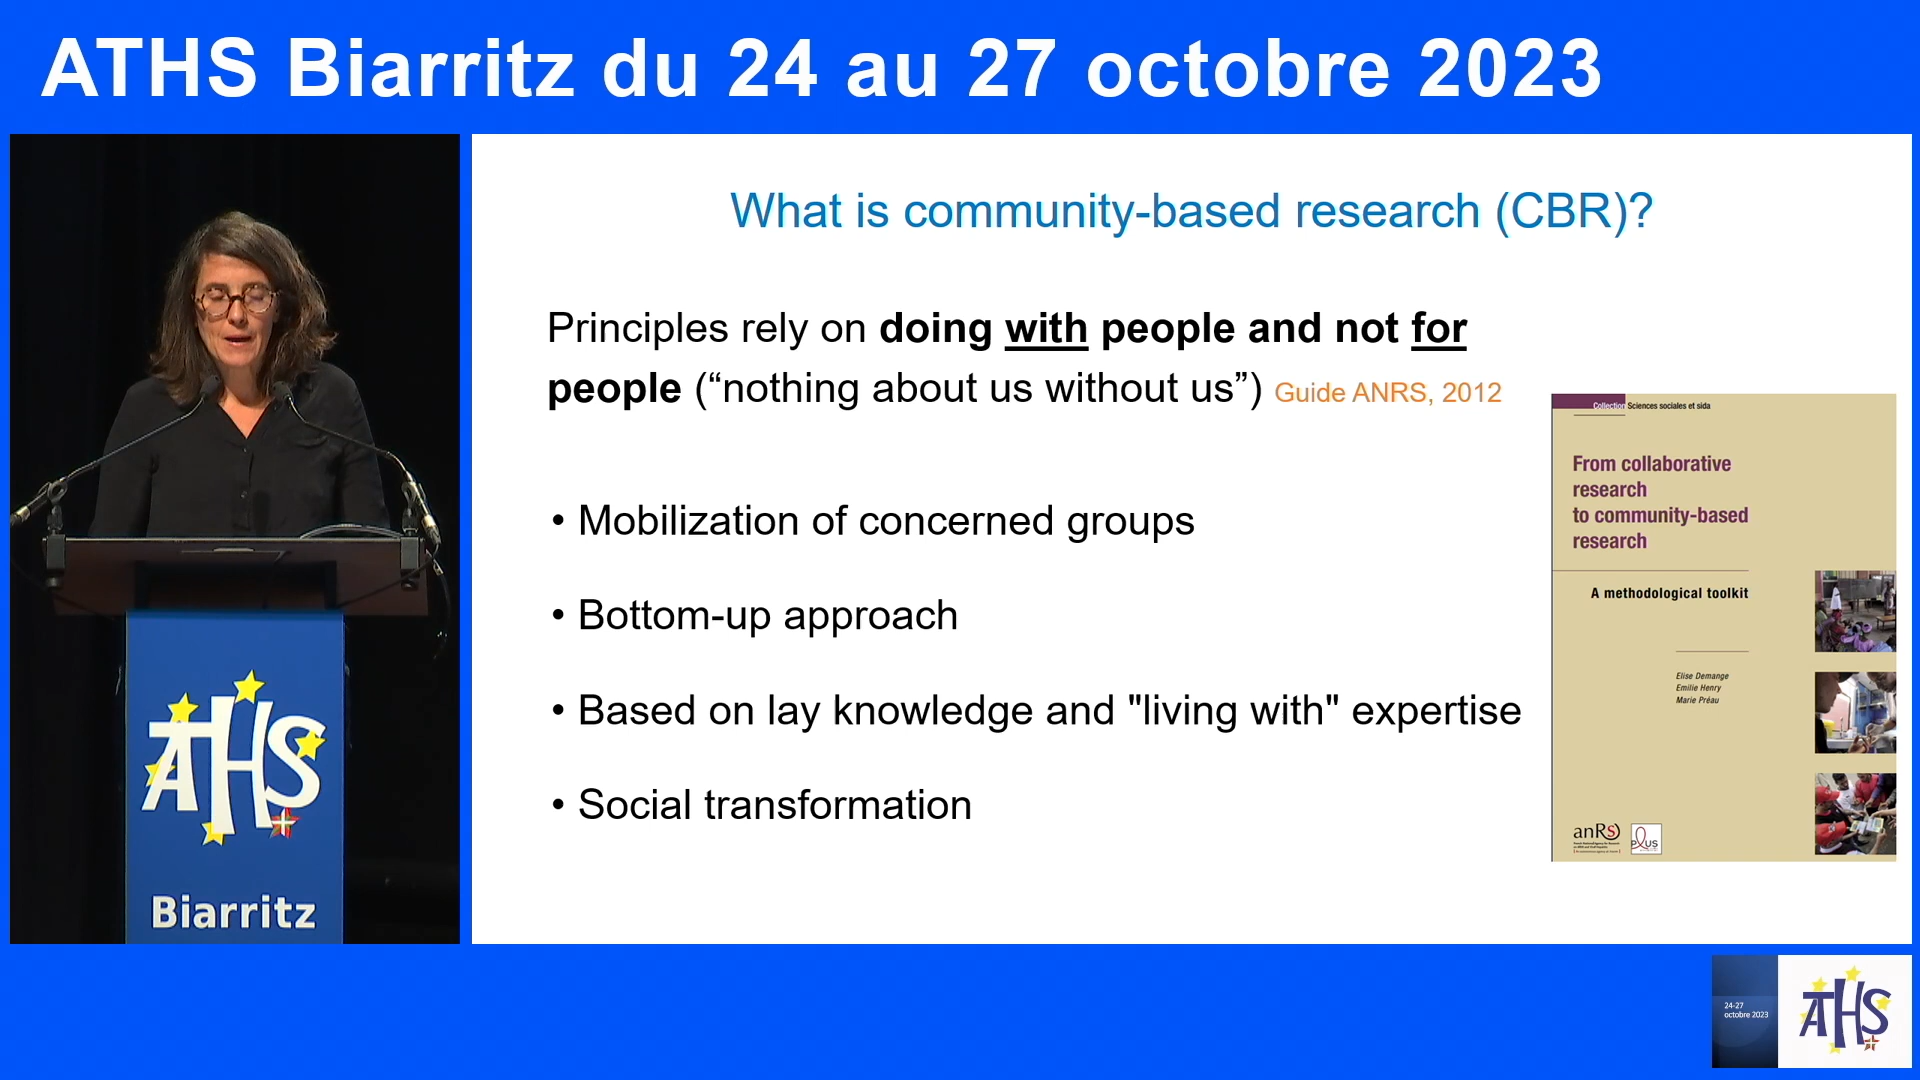 ATHS Biarritz du 24 au 27 octobre 2023
What is community-based research (CBR)?
Principles rely on doing with people and not for
people (“nothing about us without us”) Guide ANRS, 2012
• Mobilization of concerned groups
• Bottom-up approach
• Based on lay knowledge and "living with" expertise
• Social transformation
Collection Sciences sociales et sida
From collaborative
research
to community-based
research
A methodological toolkit
Elise Demange
Emilie Henry
Marie Préau
anRS
PLUS
ATHS
Biarritz
24-27
octobre 2023
ATHS